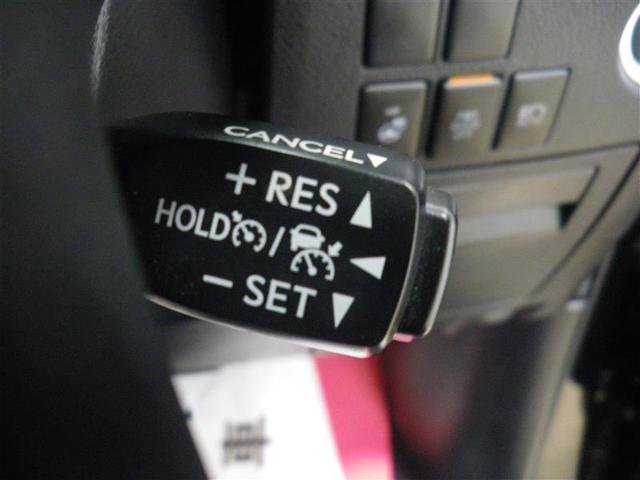 CANCEL▼
+ RES ▲
HOLD / ◀
− SET ▼